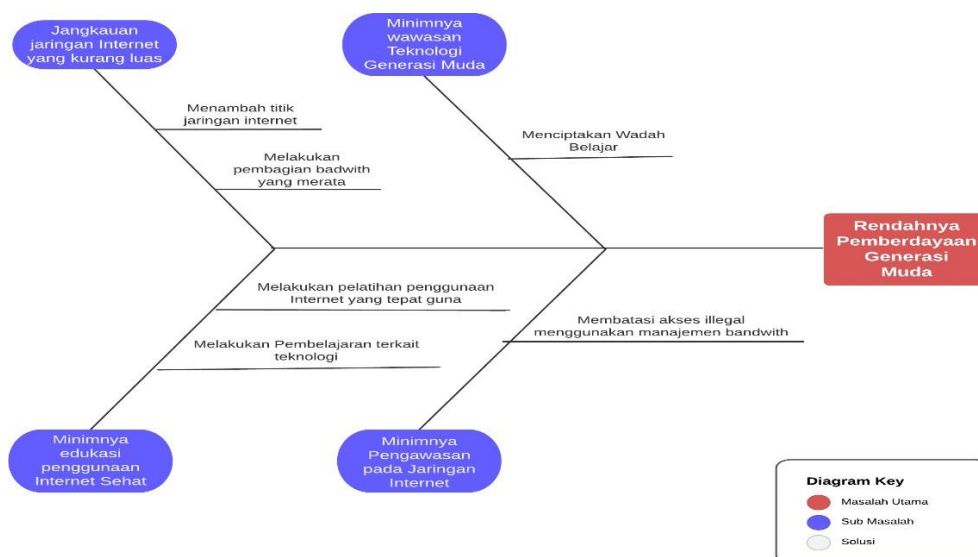 Jangkauan
jaringan Internet
yang kurang luas
Minimnya
wawasan
Teknologi
Generasi Muda
Menambah titik
jaringan internet
Melakukan
pembagian badwith
yang merata
Menciptakan Wadah
Belajar
Rendahnya
Pemberdayaan
Generasi
Muda
Melakukan pelatihan penggunaan
Internet yang tepat guna
Melakukan Pembelajaran terkait
teknologi
Membatasi akses illegal
menggunakan manajemen bandwith
Minimnya
edukasi
penggunaan
Internet Sehat
Minimnya
Pengawasan
pada Jaringan
Internet
Diagram Key
Masalah Utama
Sub Masalah
Solusi